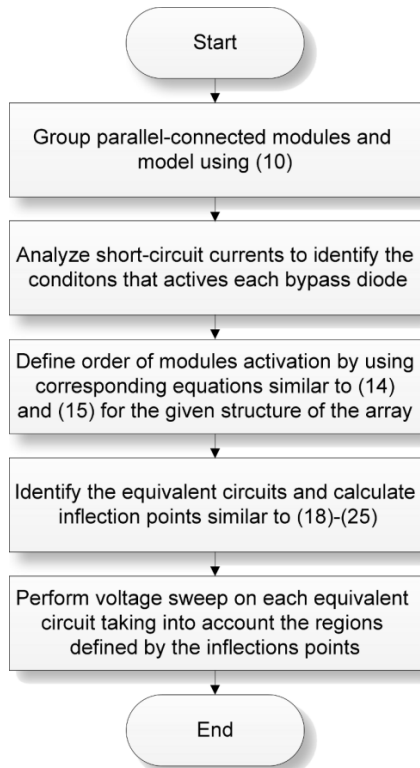 Start
Group parallel-connected modules and
model using (10)
Analyze short-circuit currents to identify the
conditons that actives each bypass diode
Define order of modules activation by using
corresponding equations similar to (14)
and (15) for the given structure of the array
Identify the equivalent circuits and calculate
inflection points similar to (18)-(25)
Perform voltage sweep on each equivalent
circuit taking into account the regions
defined by the inflections points
End